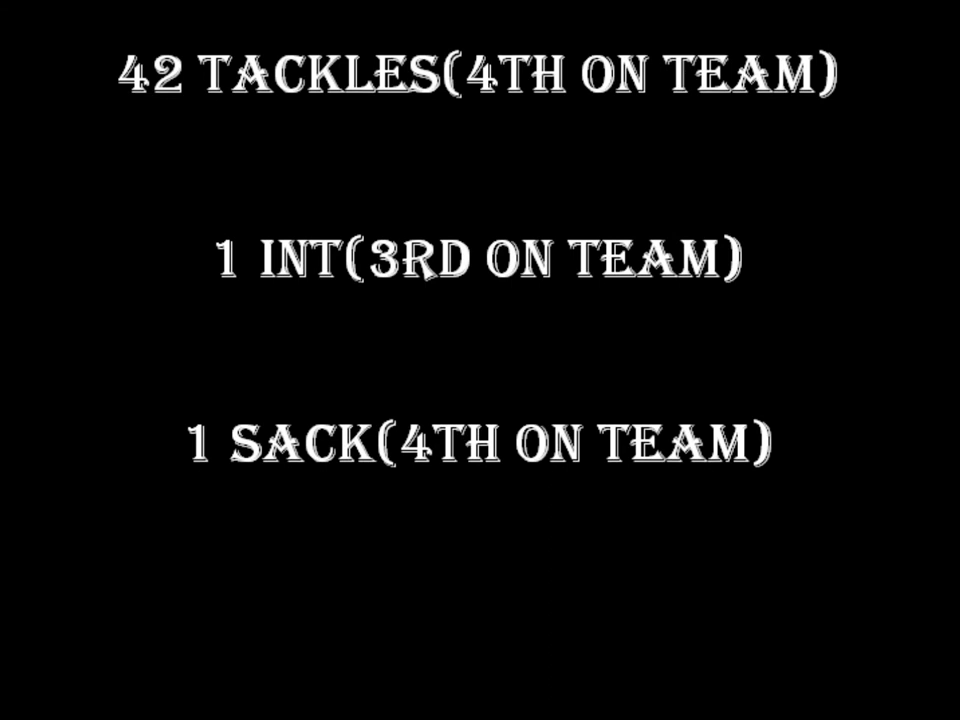 42 TACKLES(4TH ON TEAM)
1 INT(3RD ON TEAM)
1 SACK(4TH ON TEAM)